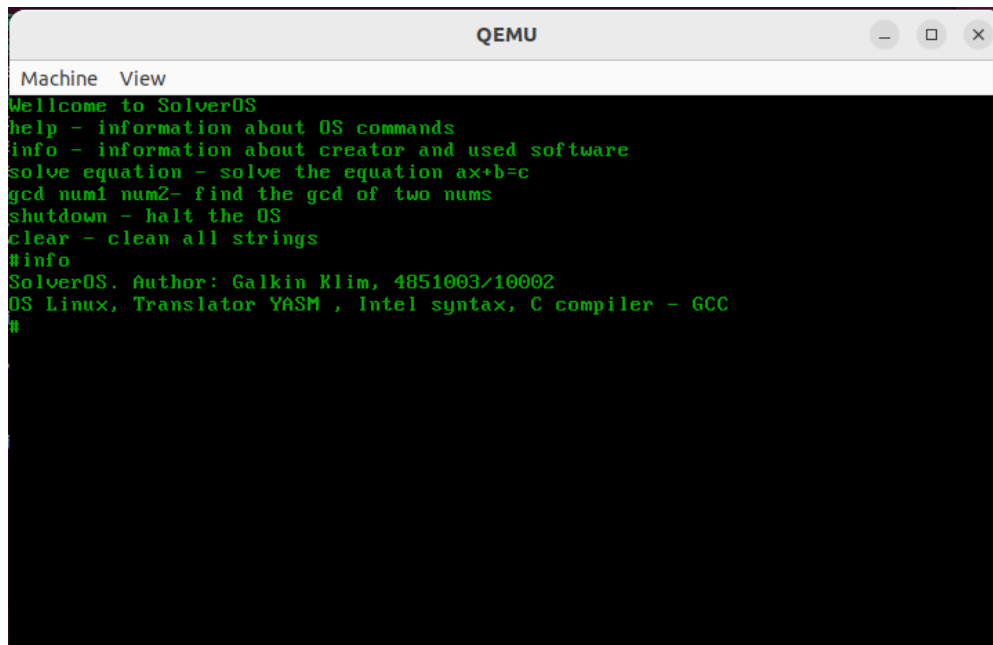 QEMU
Machine View
Wellcome to SolverOS
help - information about OS commands
info - information about creator and used software
solve equation - solve the equation ax+b=c
gcd num1 num2- find the gcd of two nums
shutdown - halt the OS
clear - clean all strings
#info
SolverOS. Author: Galkin Klim, 4851003/10002
OS Linux, Translator YASM , Intel syntax, C compiler - GCC
#